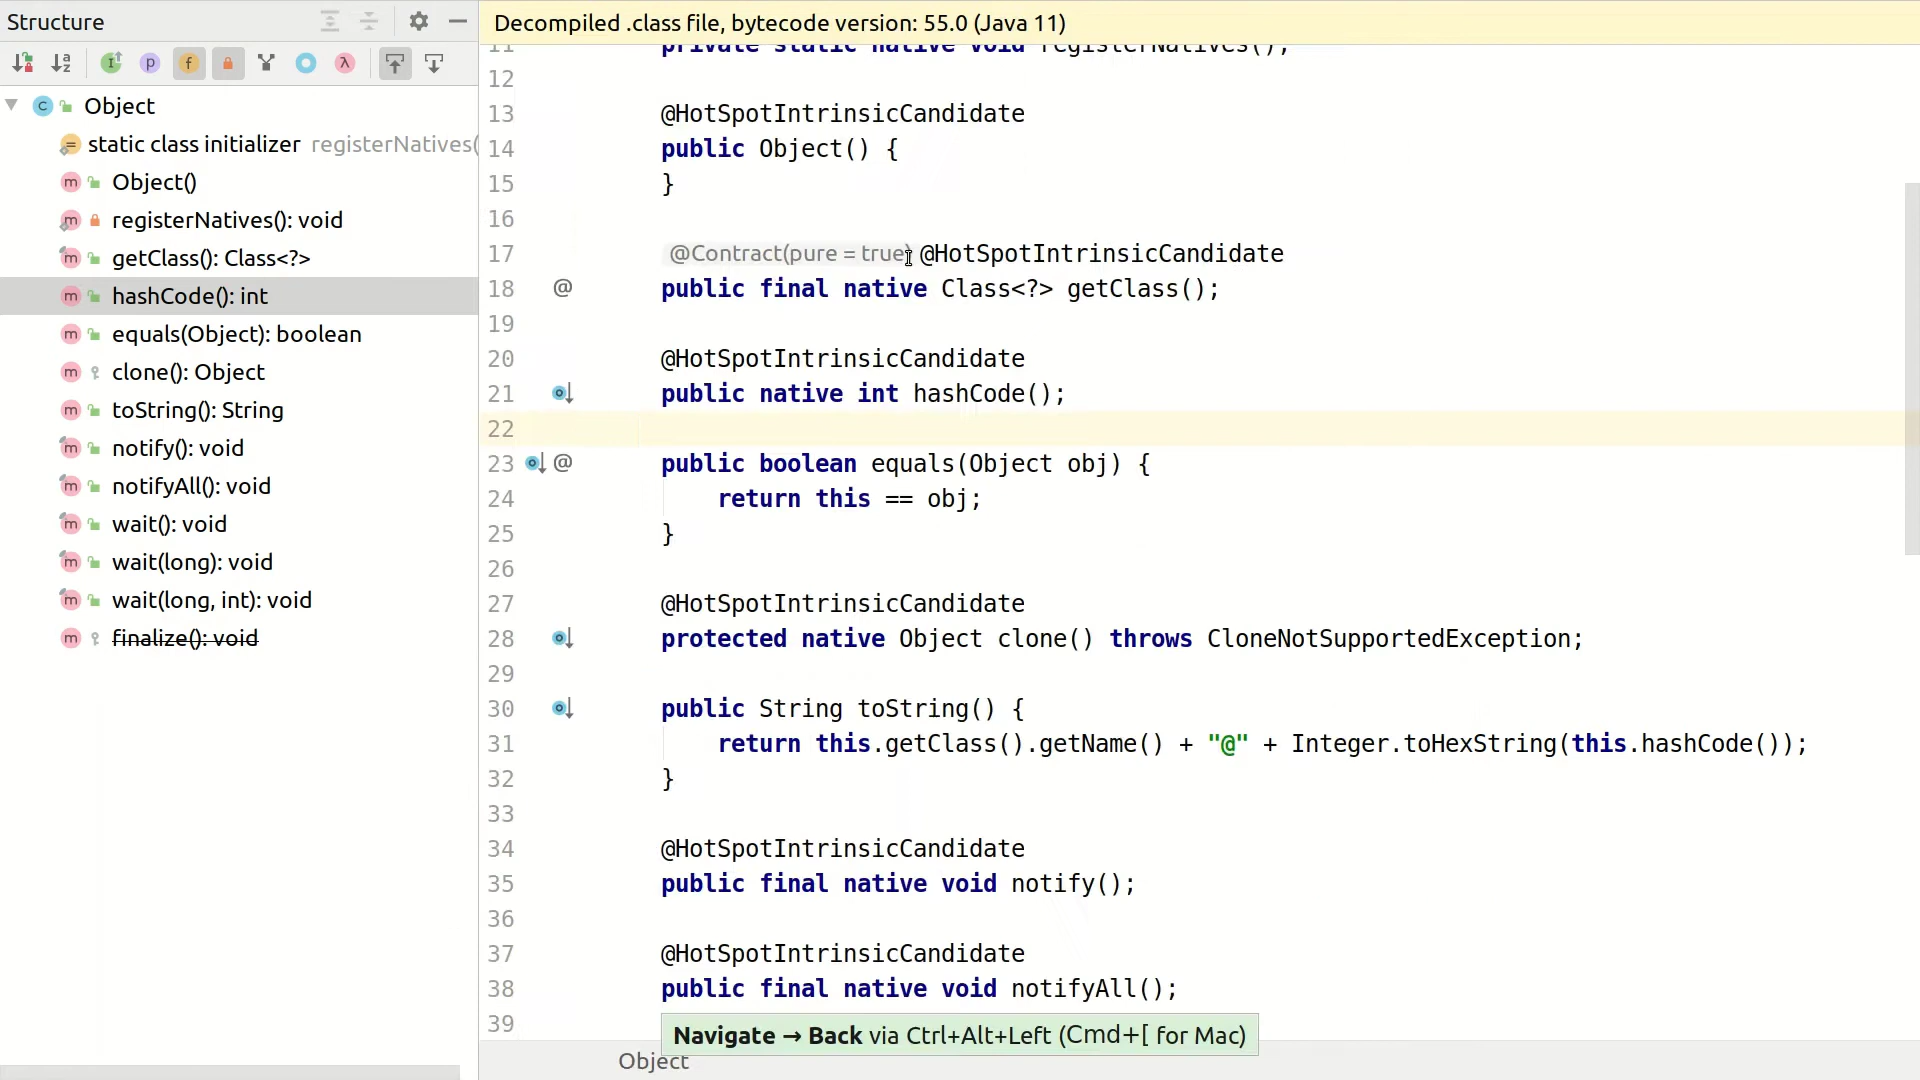 Structure
Decompiled .class file, bytecode version: 55.0 (Java 11)
Object
static class initializer registerNatives(
Object()
registerNatives(): void
getClass(): Class<?>
hashCode(): int
equals(Object): boolean
clone(): Object
toString(): String
notify(): void
notifyAll(): void
wait(): void
wait(long): void
wait(long, int): void
finalize(): void
11 private static native void registerNatives();
12
13 @HotSpotIntrinsicCandidate
14 public Object() {
15 }
16
17 @Contract(pure = true) @HotSpotIntrinsicCandidate
18 @ public final native Class<?> getClass();
19
20 @HotSpotIntrinsicCandidate
21 public native int hashCode();
22
23 @ public boolean equals(Object obj) {
24 return this == obj;
25 }
26
27 @HotSpotIntrinsicCandidate
28 protected native Object clone() throws CloneNotSupportedException;
29
30 public String toString() {
31 return this.getClass().getName() + "@" + Integer.toHexString(this.hashCode());
32 }
33
34 @HotSpotIntrinsicCandidate
35 public final native void notify();
36
37 @HotSpotIntrinsicCandidate
38 public final native void notifyAll();
39
Navigate → Back via Ctrl+Alt+Left (Cmd+[ for Mac)
Object